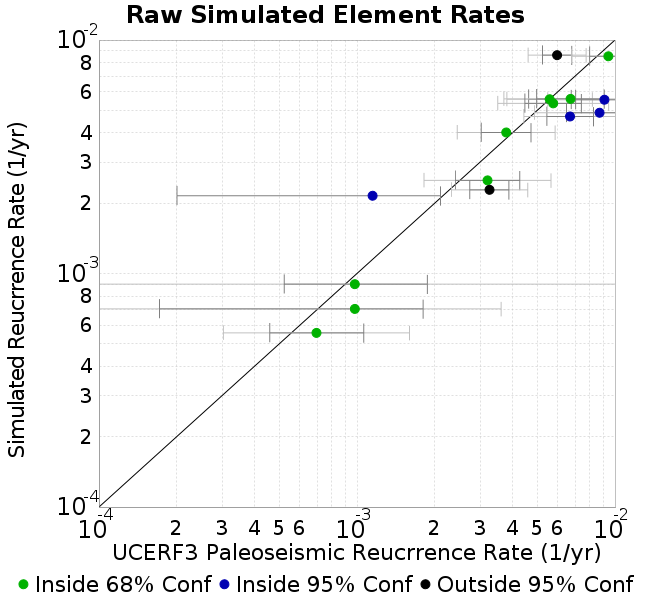 Raw Simulated Element Rates
Simulated Reucrrence Rate (1/yr)
10-2
8
6
4
3
2
10-3
8
6
4
3
2
10-4
10-4 2 3 4 5 6 10-3 2 3 4 5 6 10-2
UCERF3 Paleoseismic Reucrrence Rate (1/yr)
Inside 68% Conf Inside 95% Conf Outside 95% Conf